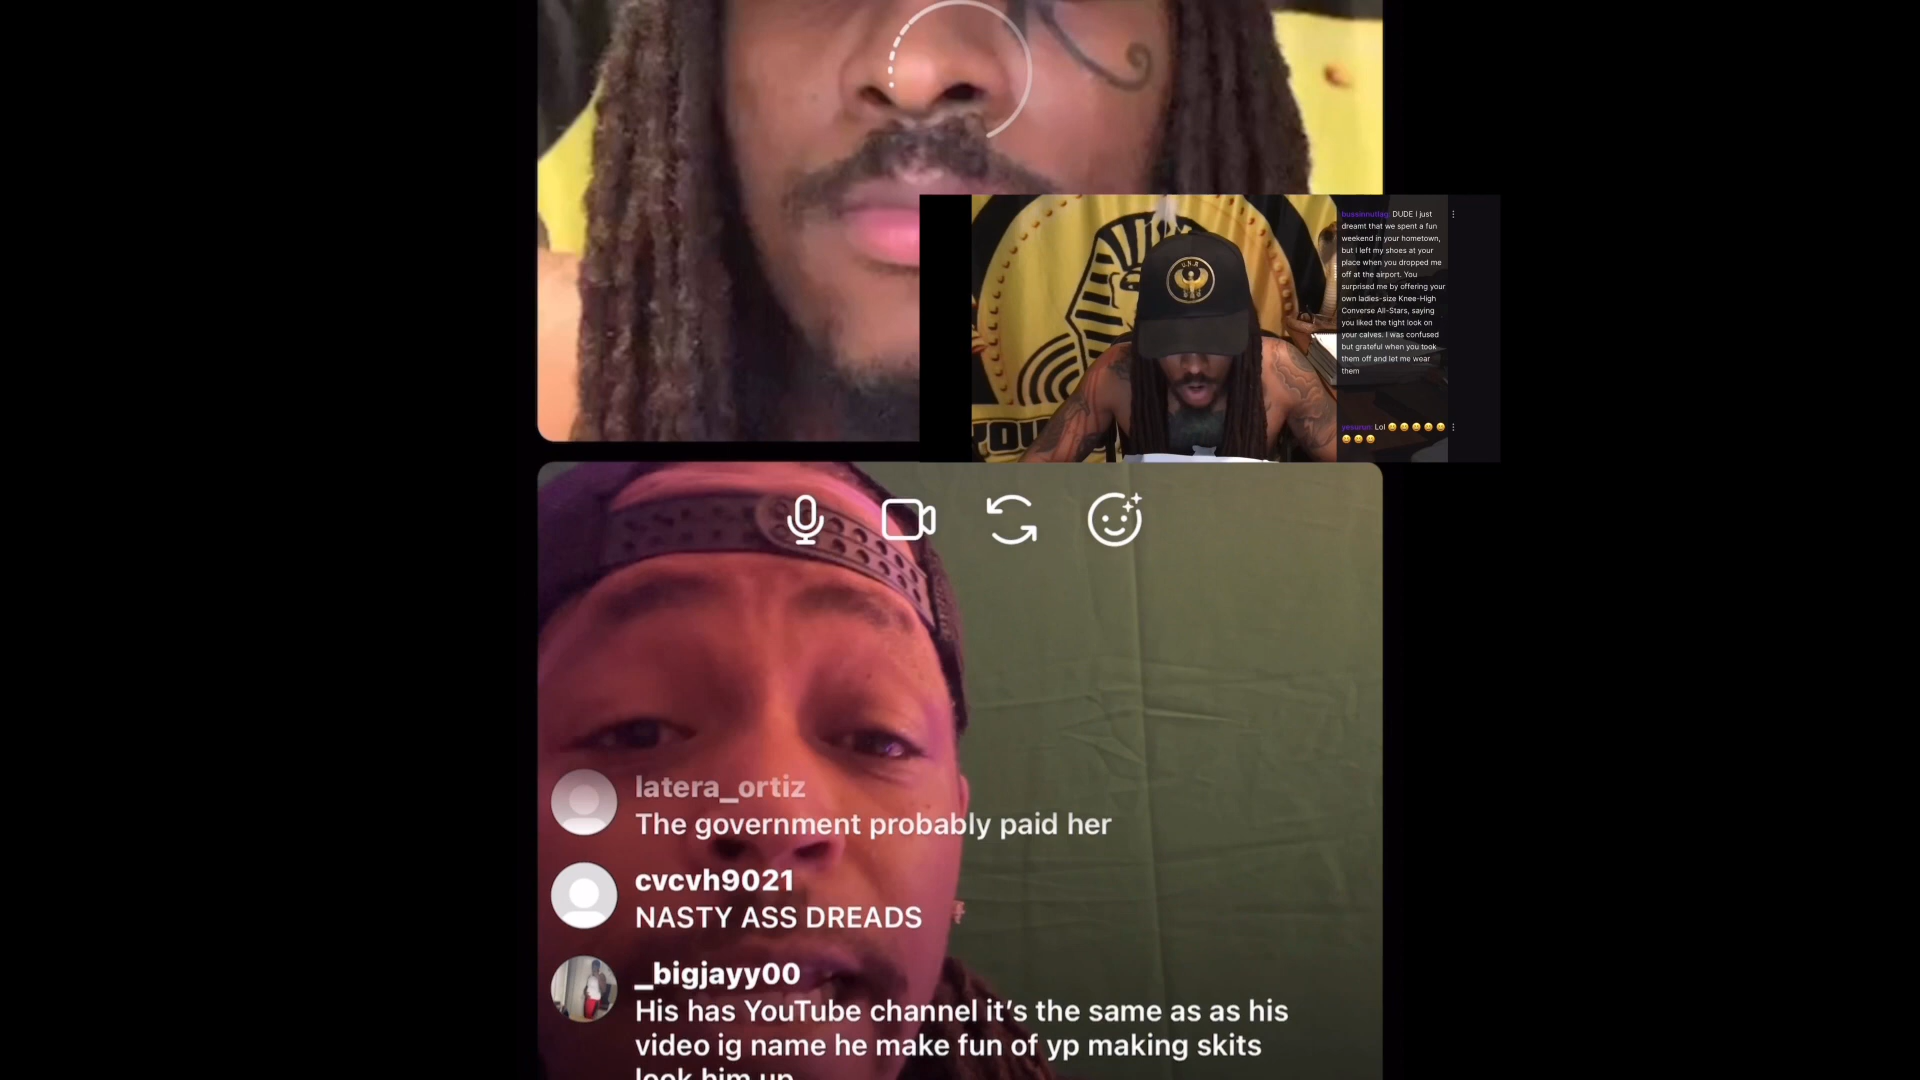 U.N.A
YOU
bussinnutlag DUDE I just
dreamt that we spent a fun
weekend in your hometown,
but I left my shoes at your
place when you dropped me
off at the airport. You
surprised me by offering your
own ladies-size Knee-High
Converse All-Stars, saying
you liked the tight look on
your calves. I was confused
but grateful when you took
them off and let me wear
them
Lol 😄 😄 😄 😄 😄
😄 😄 😄
latera_ortiz
The government probably paid her
cvcvh9021
NASTY ASS DREADS
_bigjayy00
His has YouTube channel it’s the same as as his
video ig name he make fun of yp making skits
look him up